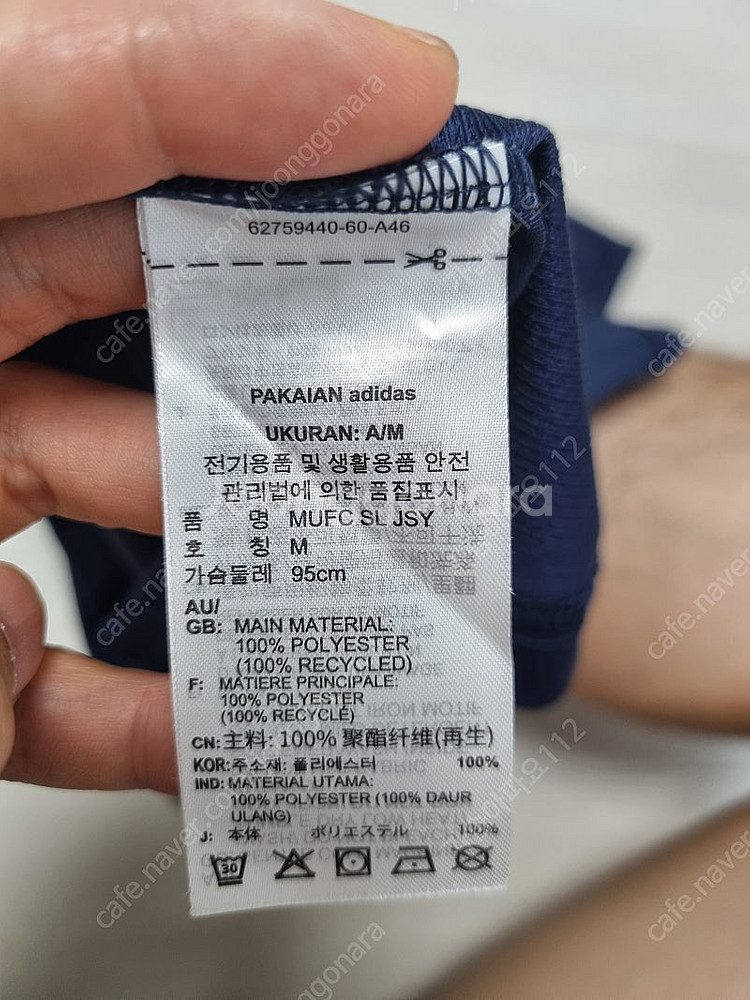 62759440-60-A46
PAKAIAN adidas
UKURAN: A/M
전기용품 및 생활용품 안전
관리법에 의한 품질표시
품 명 MUFC SL JSY
호 칭 M
가슴둘레 95cm
AU/
GB: MAIN MATERIAL:
100% POLYESTER
(100% RECYCLED)
F: MATIERE PRINCIPALE:
100% POLYESTER
(100% RECYCLÉ)
CN: 主料: 100% 聚酯纤维(再生)
KOR: 주소재: 폴리에스터 100%
IND: MATERIAL UTAMA:
100% POLYESTER (100% DAUR
ULANG)
J: 本体 ポリエステル 100%
30
cafe.naver.com/joonggonara